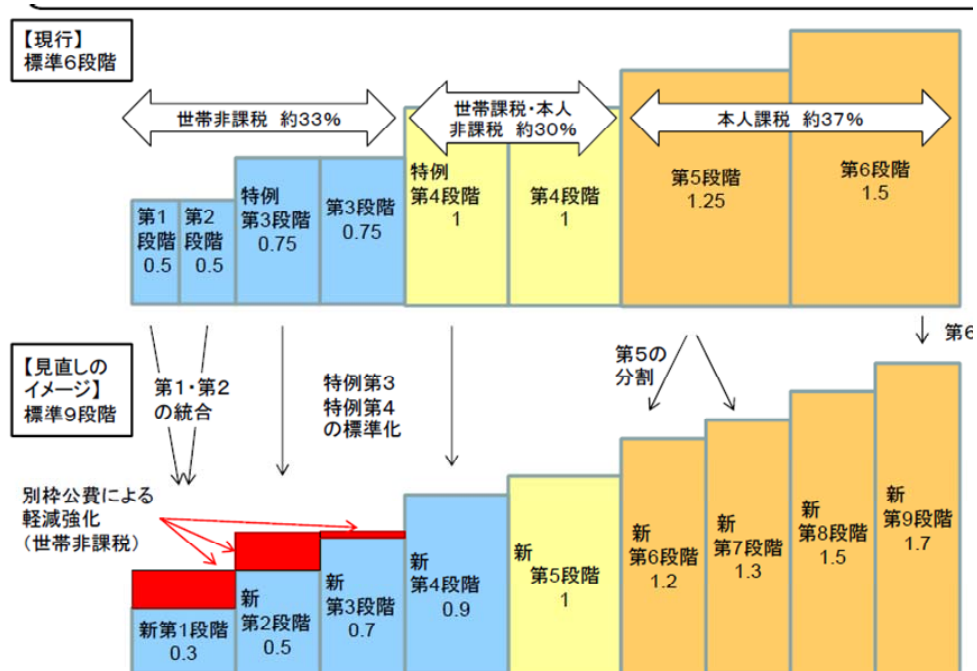 【現行】
標準6段階
世帯非課税 約33%
世帯課税・本人
非課税 約30%
本人課税 約37%
第1
段階
0.5
第2
段階
0.5
特例
第3段階
0.75
第3段階
0.75
特例
第4段階
1
第4段階
1
第5段階
1.25
第6段階
1.5
【見直しの
イメージ】
標準9段階
第1・第2
の統合
特例第3
特例第4
の標準化
第5の
分割
第6
別枠公費による
軽減強化
(世帯非課税)
新第1段階
0.3
新
第2段階
0.5
新
第3段階
0.7
新
第4段階
0.9
新
第5段階
1
新
第6段階
1.2
新
第7段階
1.3
新
第8段階
1.5
新
第9段階
1.7